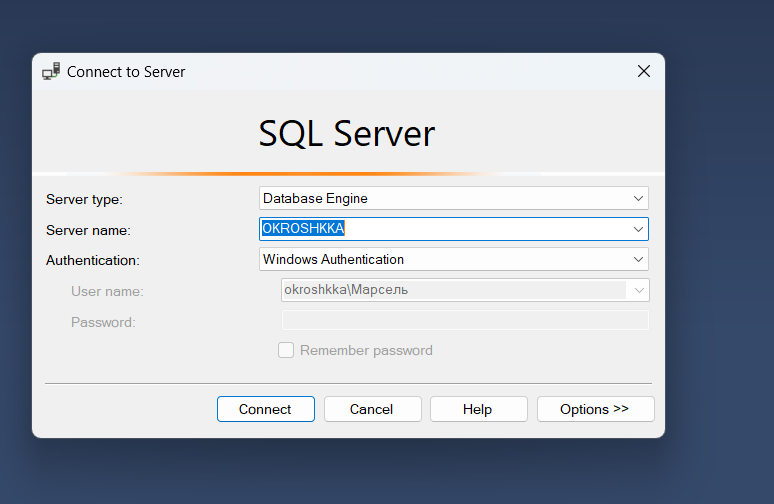 Connect to Server
SQL Server
Server type: Database Engine
Server name: OKROSHKKA
Authentication: Windows Authentication
User name: okroshkka\Марсель
Password:
Remember password
Connect Cancel Help Options >>